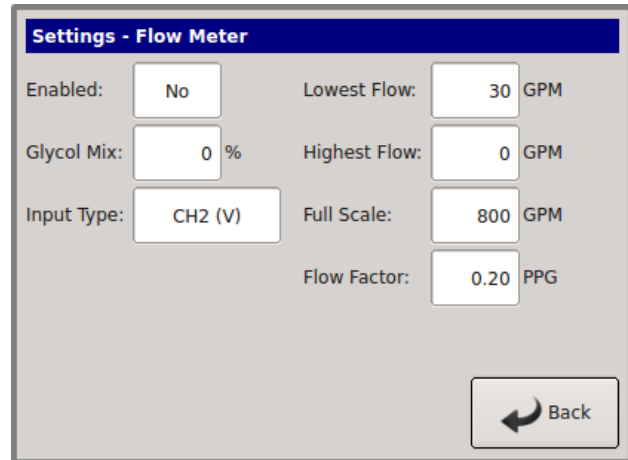 Settings - Flow Meter
Enabled: No Lowest Flow: 30 GPM
Glycol Mix: 0 % Highest Flow: 0 GPM
Input Type: CH2 (V) Full Scale: 800 GPM
Flow Factor: 0.20 PPG
Back